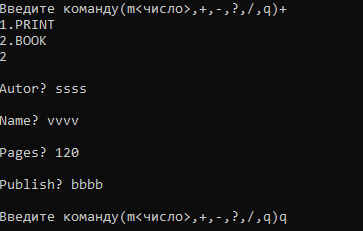 Введите команду(m<число>,+,-,?,/,q)+
1.PRINT
2.BOOK
2
Autor? ssss
Name? vvvv
Pages? 120
Publish? bbbb
Введите команду(m<число>,+,-,?,/,q)q